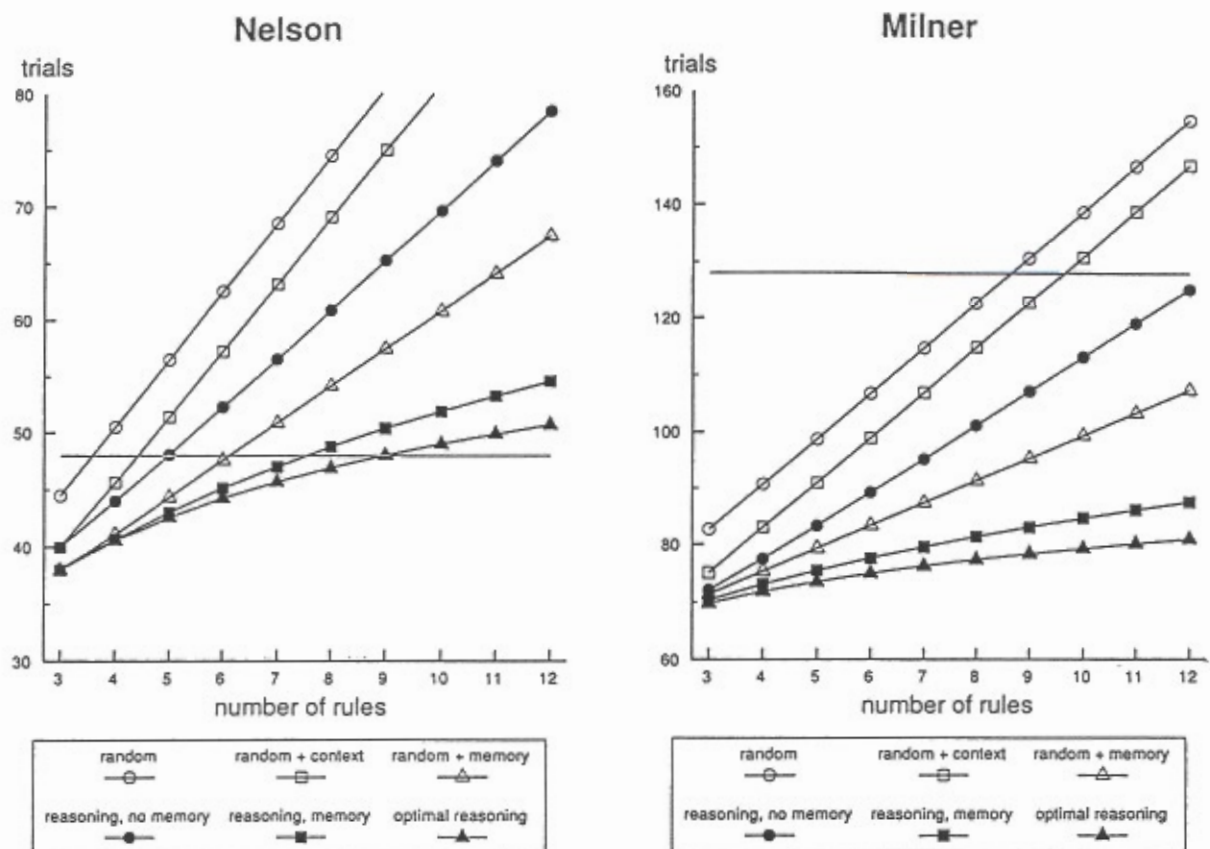 Nelson
trials
80
70
60
50
40
30
3 4 5 6 7 8 9 10 11 12
number of rules
random random + context random + memory
reasoning, no memory reasoning, memory optimal reasoning
Milner
trials
160
140
120
100
80
60
3 4 5 6 7 8 9 10 11 12
number of rules
random random + context random + memory
reasoning, no memory reasoning, memory optimal reasoning